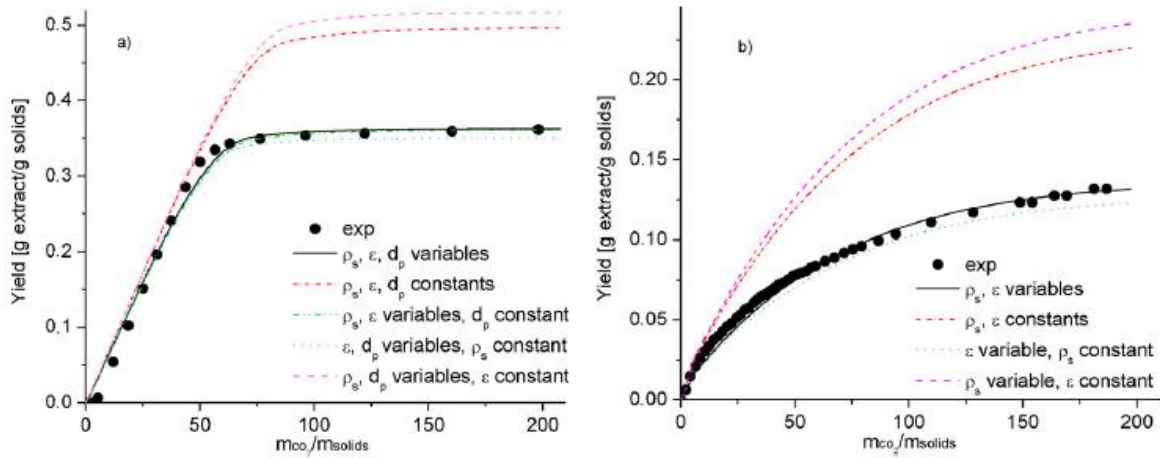 a)
Yield [g extract/g solids]
0.5
0.4
0.3
0.2
0.1
0.0
0 50 100 150 200
mco₂/msolids
exp
ρₛ, ε, dₚ variables
ρₛ, ε, dₚ constants
ρₛ, ε variables, dₚ constant
ε, dₚ variables, ρₛ constant
ρₛ, dₚ variables, ε constant
b)
Yield [g extract/g solids]
0.20
0.15
0.10
0.05
0.00
0 50 100 150 200
mco₂/msolids
exp
ρₛ, ε variables
ρₛ, ε constants
ε variable, ρₛ constant
ρₛ variable, ε constant